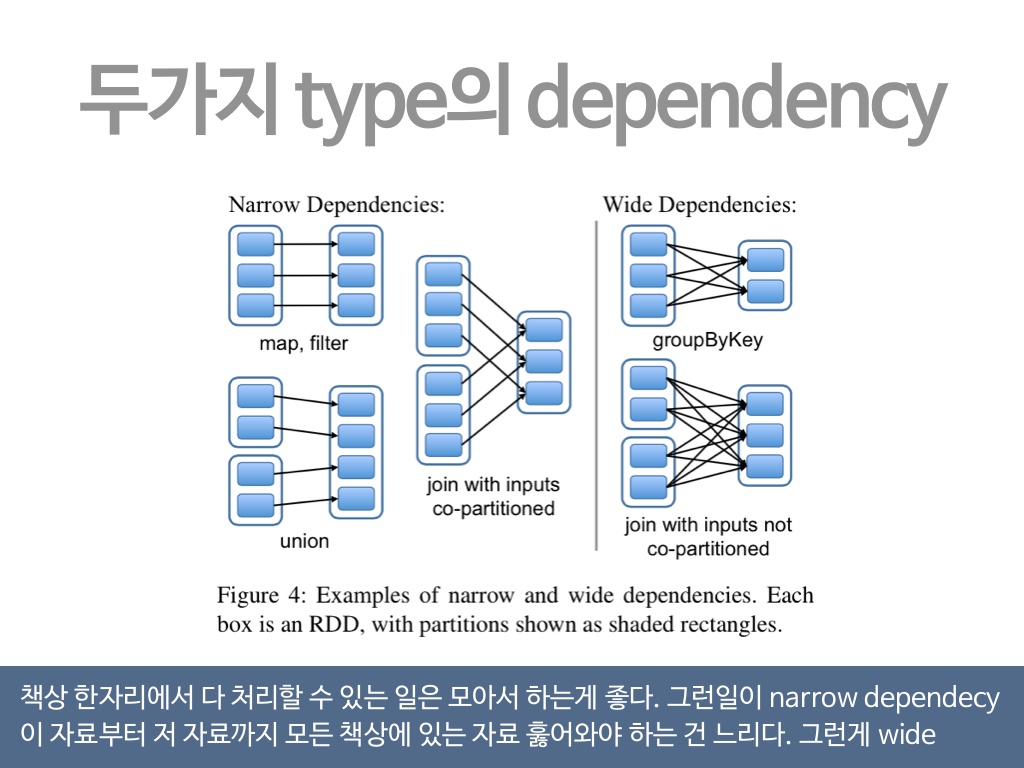 두가지 type의 dependency
Narrow Dependencies:
Wide Dependencies:
map, filter
groupByKey
join with inputs
co-partitioned
union
join with inputs not
co-partitioned
Figure 4: Examples of narrow and wide dependencies. Each
box is an RDD, with partitions shown as shaded rectangles.
책상 한자리에서 다 처리할 수 있는 일은 모아서 하는게 좋다. 그런일이 narrow dependecy
이 자료부터 저 자료까지 모든 책상에 있는 자료 훑어와야 하는 건 느리다. 그런게 wide